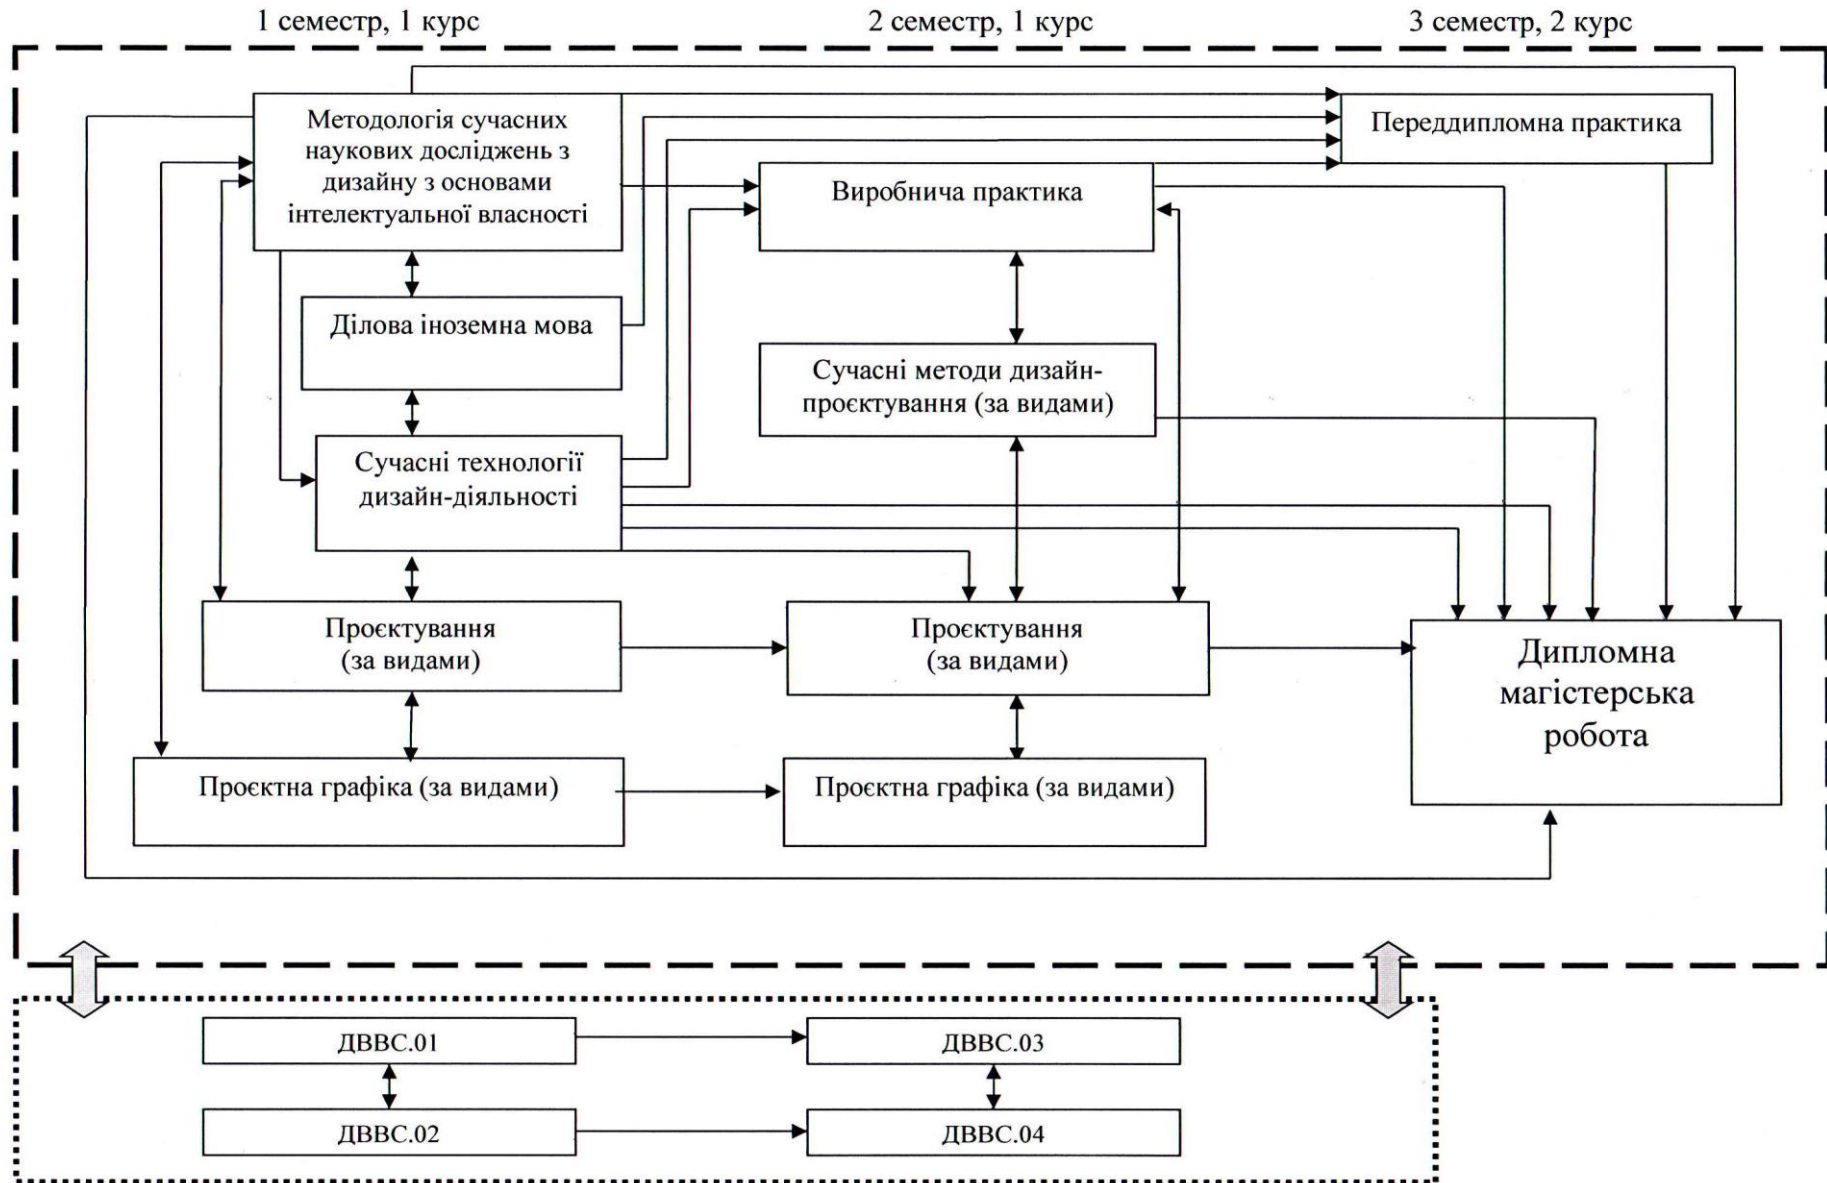 1 семестр, 1 курс
2 семестр, 1 курс
3 семестр, 2 курс
Методологія сучасних
наукових досліджень з
дизайну з основами
інтелектуальної власності
Переддипломна практика
Виробнича практика
Ділова іноземна мова
Сучасні методи дизайн-
проєктування (за видами)
Сучасні технології
дизайн-діяльності
Проєктування
(за видами)
Проєктування
(за видами)
Дипломна
магістерська
робота
Проєктна графіка (за видами)
Проєктна графіка (за видами)
ДВВС.01
ДВВС.03
ДВВС.02
ДВВС.04